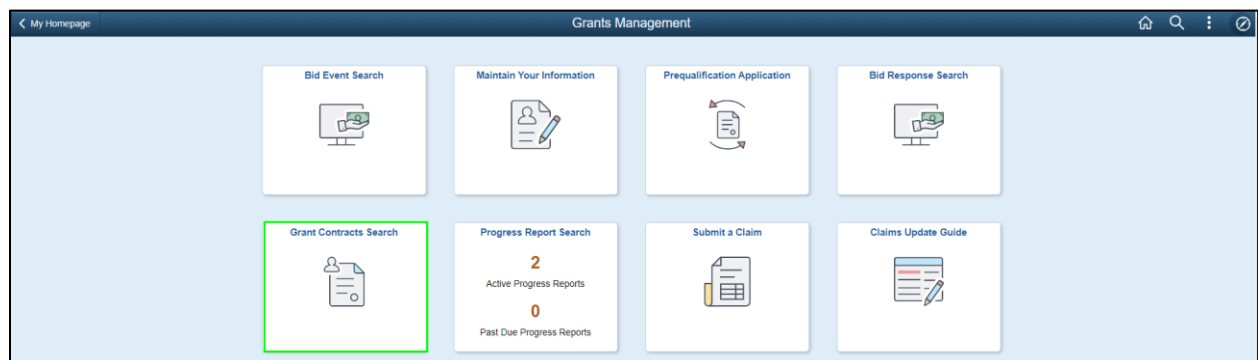 My Homepage
Grants Management
Bid Event Search
Maintain Your Information
Prequalification Application
Bid Response Search
Grant Contracts Search
Progress Report Search
2
Active Progress Reports
0
Past Due Progress Reports
Submit a Claim
Claims Update Guide